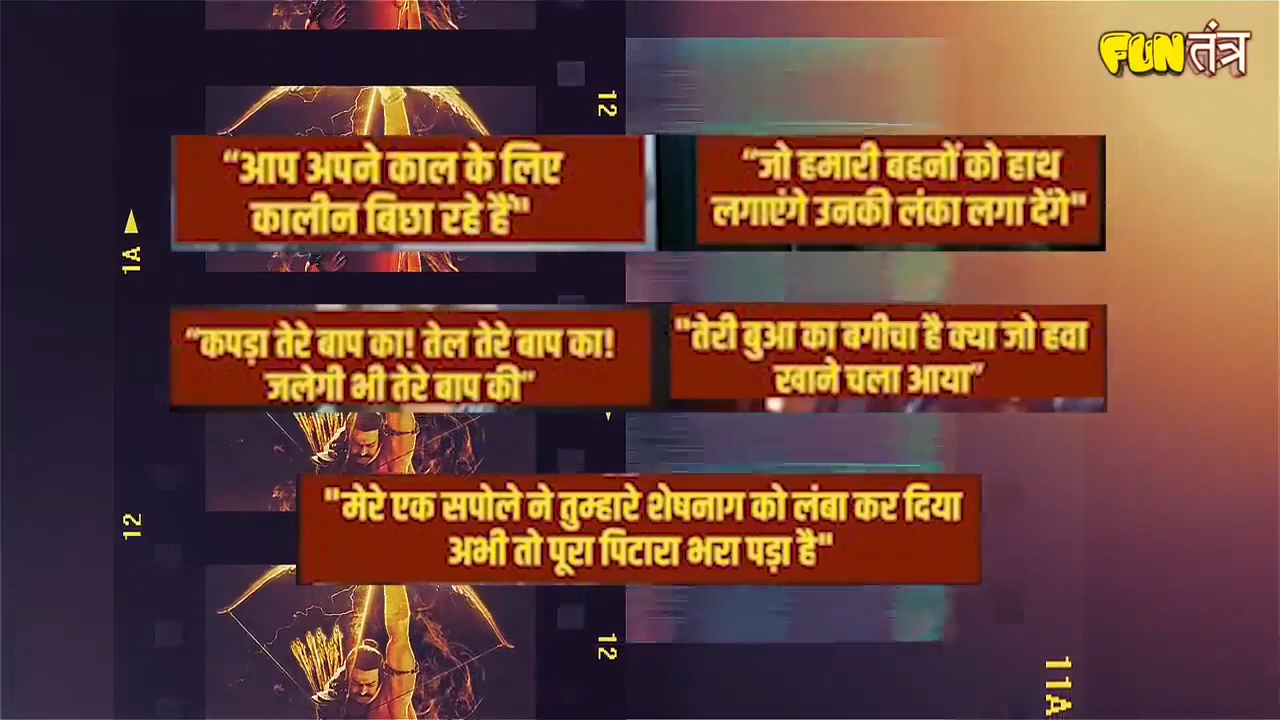 FUNतंत्र
12
“आप अपने काल के लिए
कालीन बिछा रहे हैं"
“जो हमारी बहनों को हाथ
लगाएंगे उनकी लंका लगा देंगे"
1A
“कपड़ा तेरे बाप का! तेल तेरे बाप का!
जलेगी भी तेरे बाप की”
"तेरी बुआ का बगीचा है क्या जो हवा
खाने चला आया”
12
"मेरे एक सपोले ने तुम्हारे शेषनाग को लंबा कर दिया
अभी तो पूरा पिटारा भरा पड़ा है"
12
11A